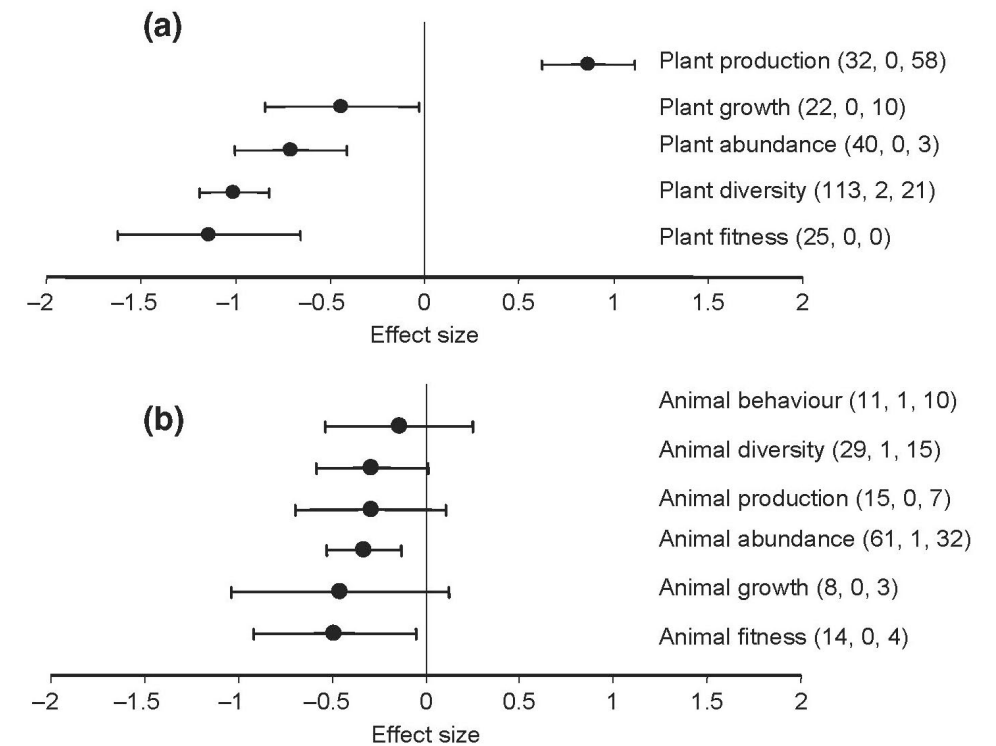 (a)
Plant production (32, 0, 58)
Plant growth (22, 0, 10)
Plant abundance (40, 0, 3)
Plant diversity (113, 2, 21)
Plant fitness (25, 0, 0)
–2 –1.5 –1 –0.5 0 0.5 1 1.5 2
Effect size
(b)
Animal behaviour (11, 1, 10)
Animal diversity (29, 1, 15)
Animal production (15, 0, 7)
Animal abundance (61, 1, 32)
Animal growth (8, 0, 3)
Animal fitness (14, 0, 4)
–2 –1.5 –1 –0.5 0 0.5 1 1.5 2
Effect size